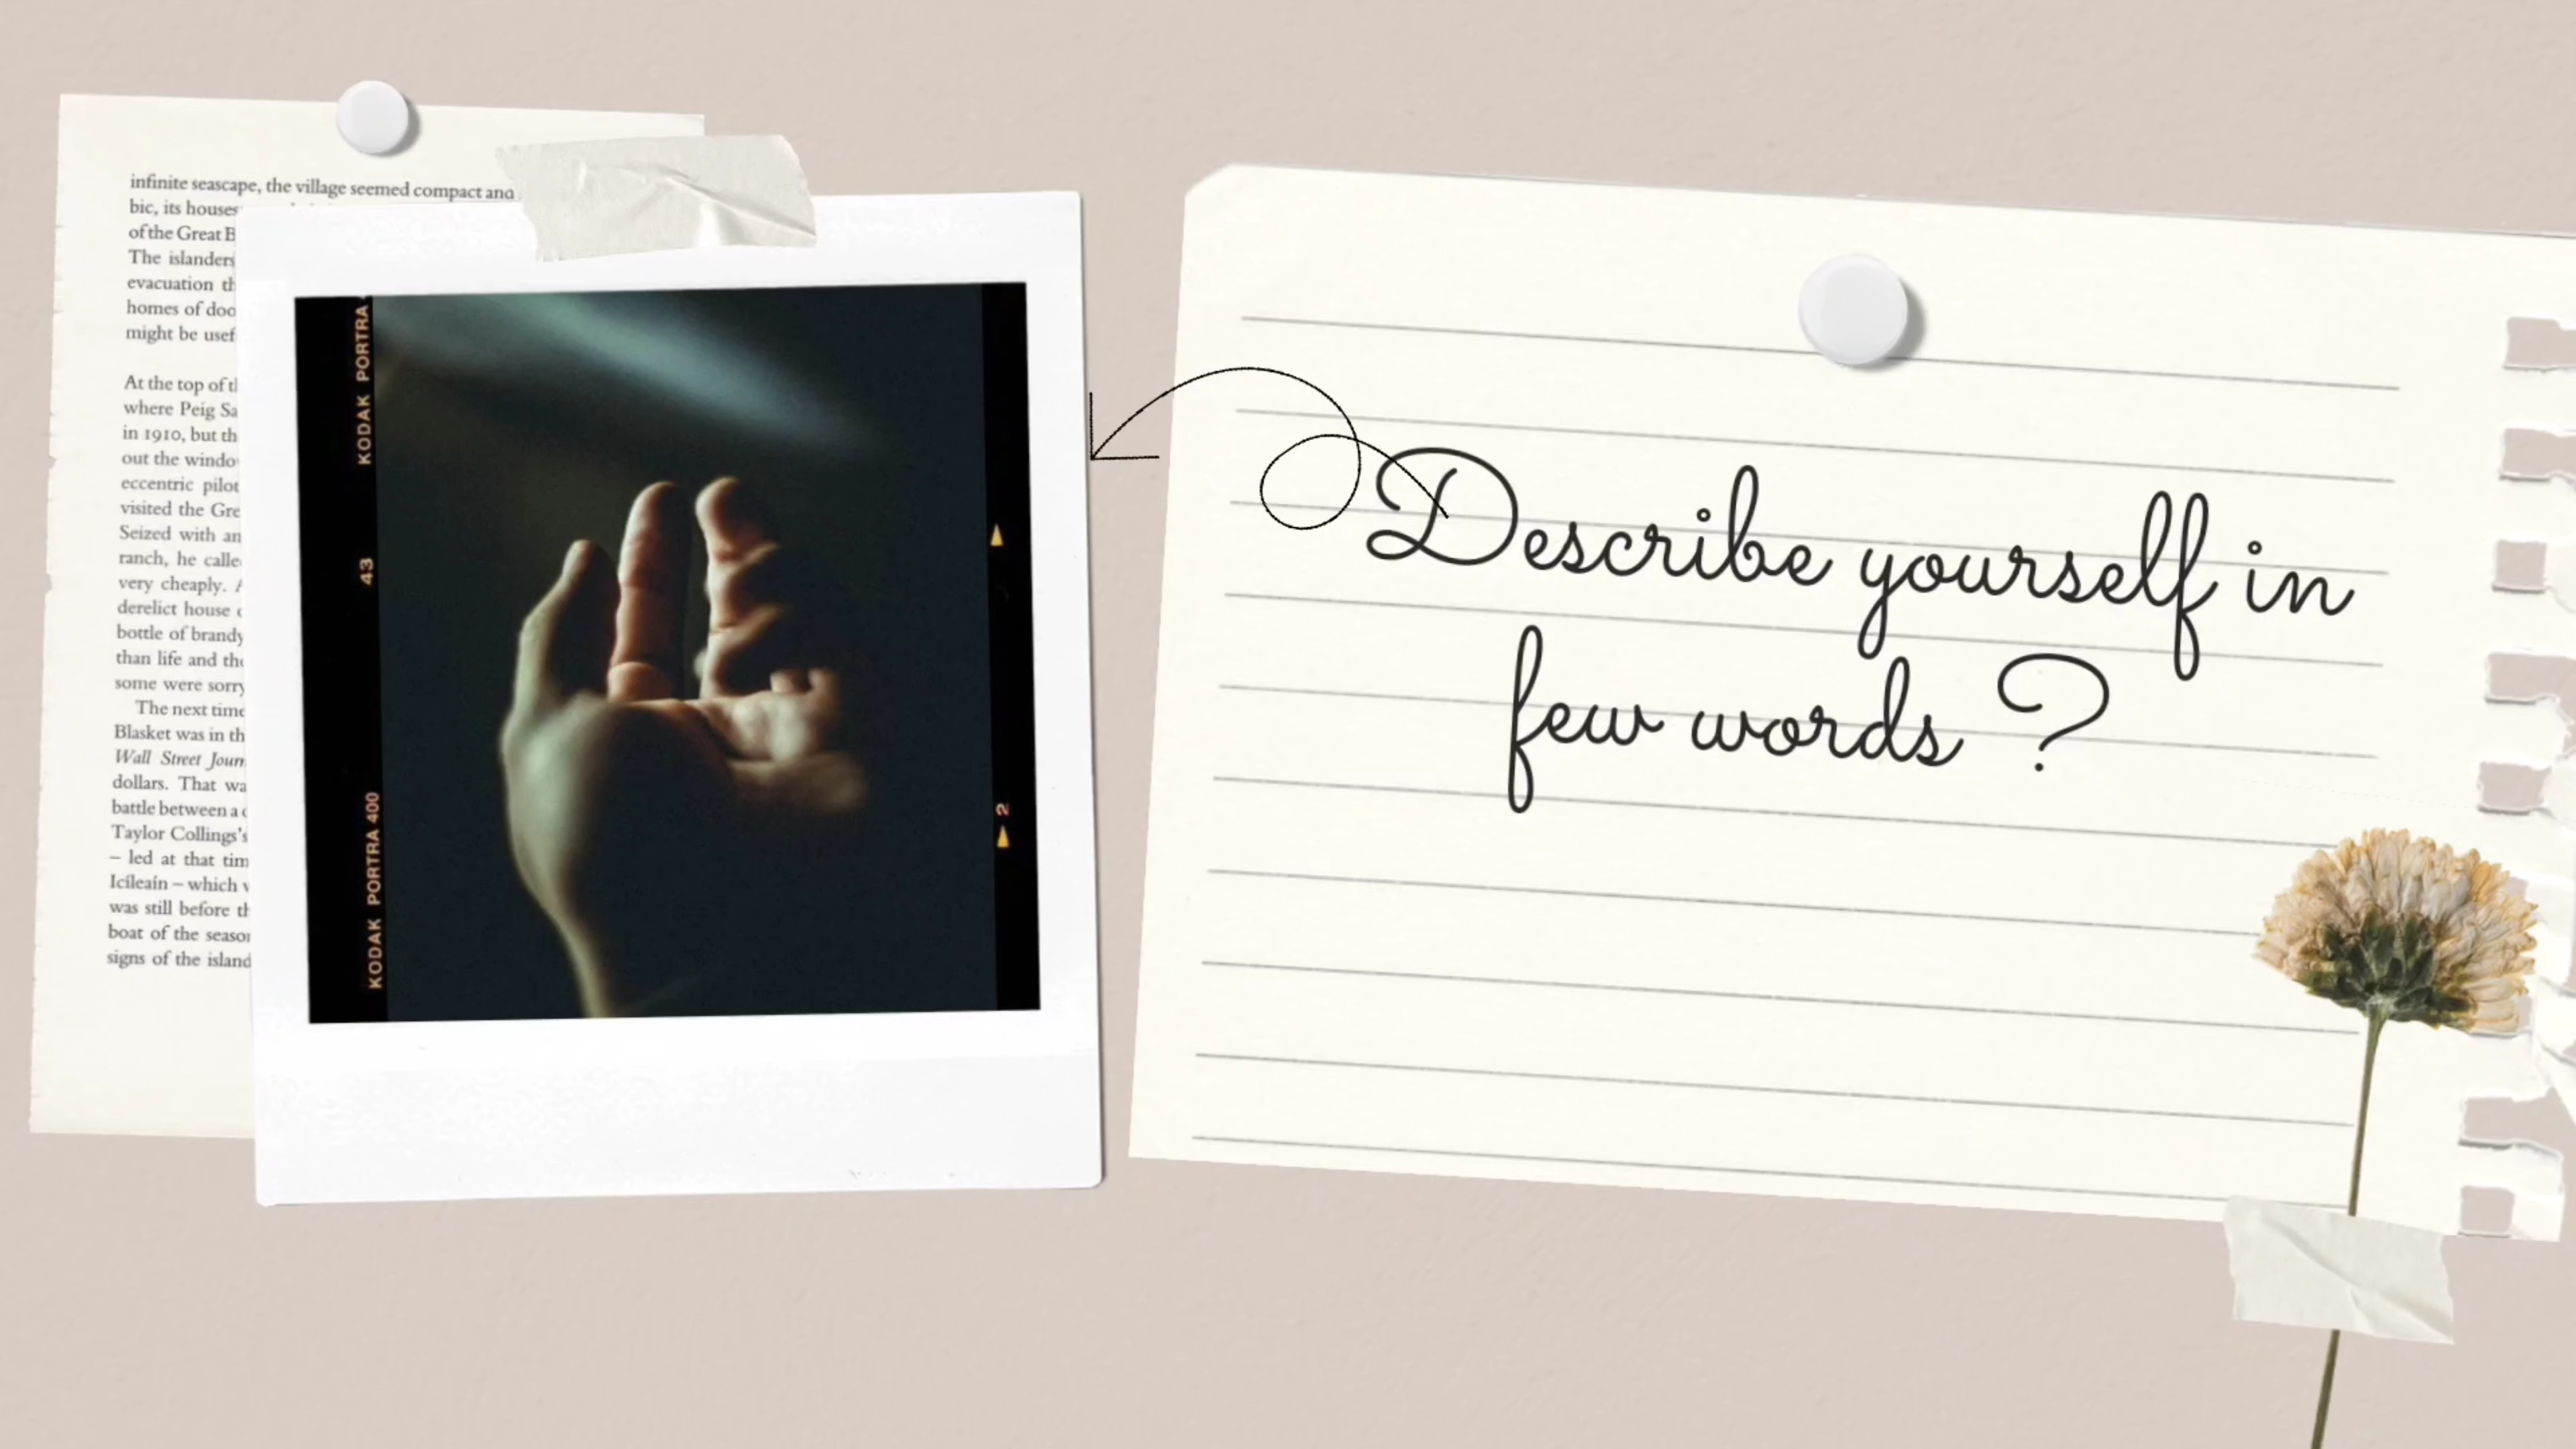 infinite seascape, the village seemed compact and
bic, its houses
of the Great B
The islanders
evacuation th
homes of doo
might be usef
At the top of th
where Peig Sa
in 1910, but th
out the windo
eccentric pilot
visited the Gre
Seized with an
ranch, he calle
very cheaply. A
derelict house o
bottle of brandy
than life and the
some were sorry
The next time
Blasket was in th
Wall Street Journ
dollars. That wa
battle between a c
Taylor Collings's
– led at that tim
Icíleaín – which w
was still before th
boat of the season
signs of the island
KODAK PORTRA
43
KODAK PORTRA 400
2
Describe yourself in
few words ?